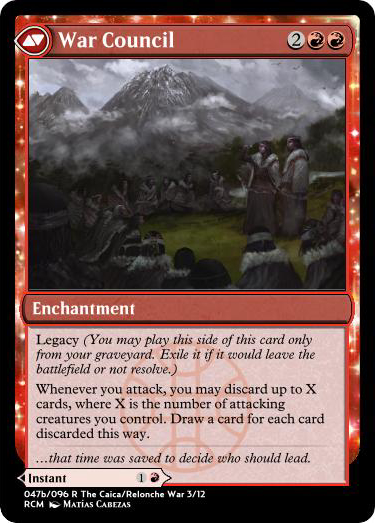 War Council 2
Enchantment
Legacy (You may play this side of this card only
from your graveyard. Exile it if it would leave the
battlefield or not resolve.)
Whenever you attack, you may discard up to X
cards, where X is the number of attacking
creatures you control. Draw a card for each card
discarded this way.
…that time was saved to decide who should lead.
Instant 1
047b/096 R The Caica/Relonche War 3/12
RCM Matías Cabezas